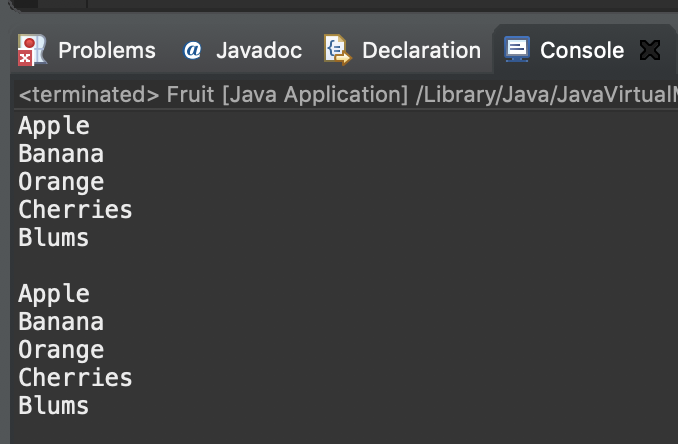 Problems @ Javadoc Declaration Console
<terminated> Fruit [Java Application] /Library/Java/JavaVirtualM
Apple
Banana
Orange
Cherries
Blums
Apple
Banana
Orange
Cherries
Blums